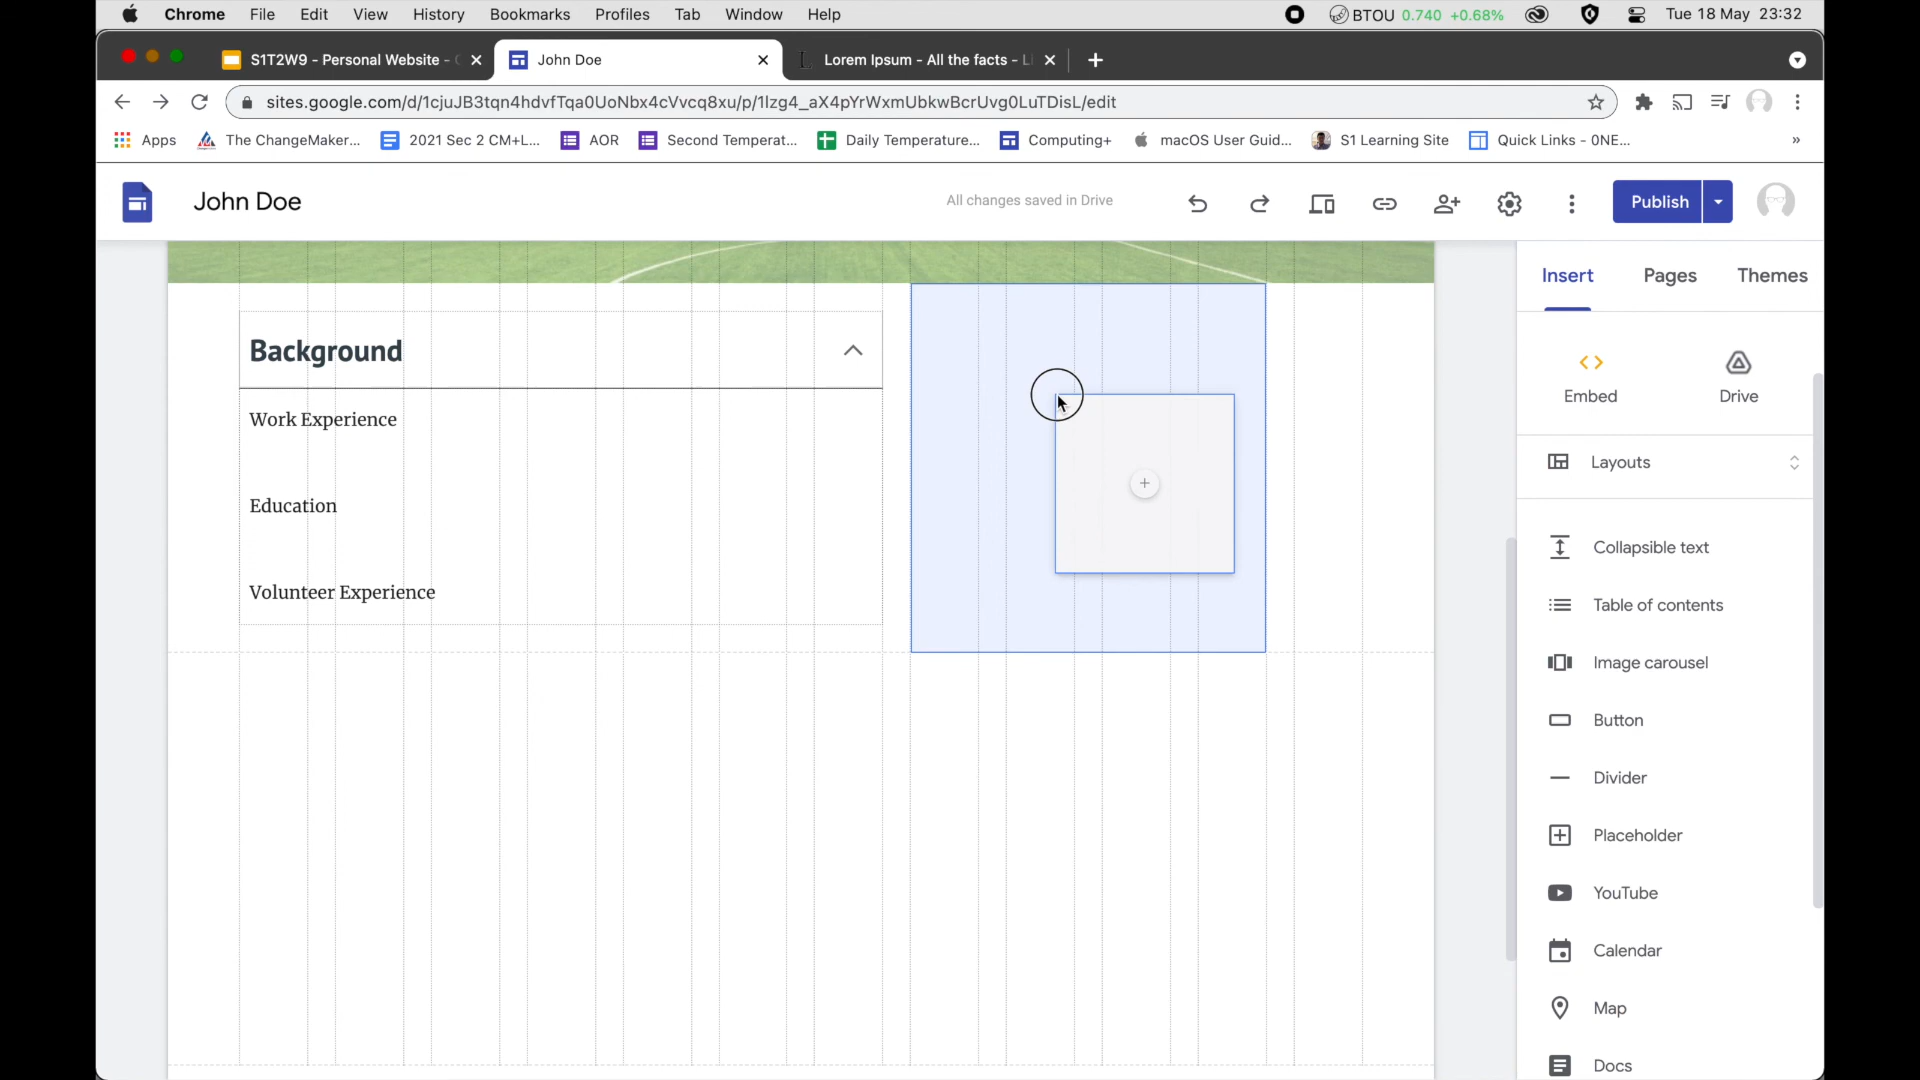 Chrome File Edit View History Bookmarks Profiles Tab Window Help BTOU 0.740 +0.68% Tue 18 May 23:32
S1T2W9 - Personal Website - John Doe Lorem Ipsum - All the facts -
sites.google.com/d/1cjuJB3tqn4hdvfTqa0UoNbx4cVvcq8xu/p/1lzg4_aX4pYrWxmUbkwBcrUvg0LuTDisL/edit
Apps The ChangeMaker... 2021 Sec 2 CM+L... AOR Second Temperat... Daily Temperature... Computing+ macOS User Guid... S1 Learning Site Quick Links - 0NE... »
John Doe All changes saved in Drive Publish
Insert Pages Themes
Background
Work Experience
Education
Volunteer Experience
Embed Drive
Layouts
Collapsible text
Table of contents
Image carousel
Button
Divider
Placeholder
YouTube
Calendar
Map
Docs